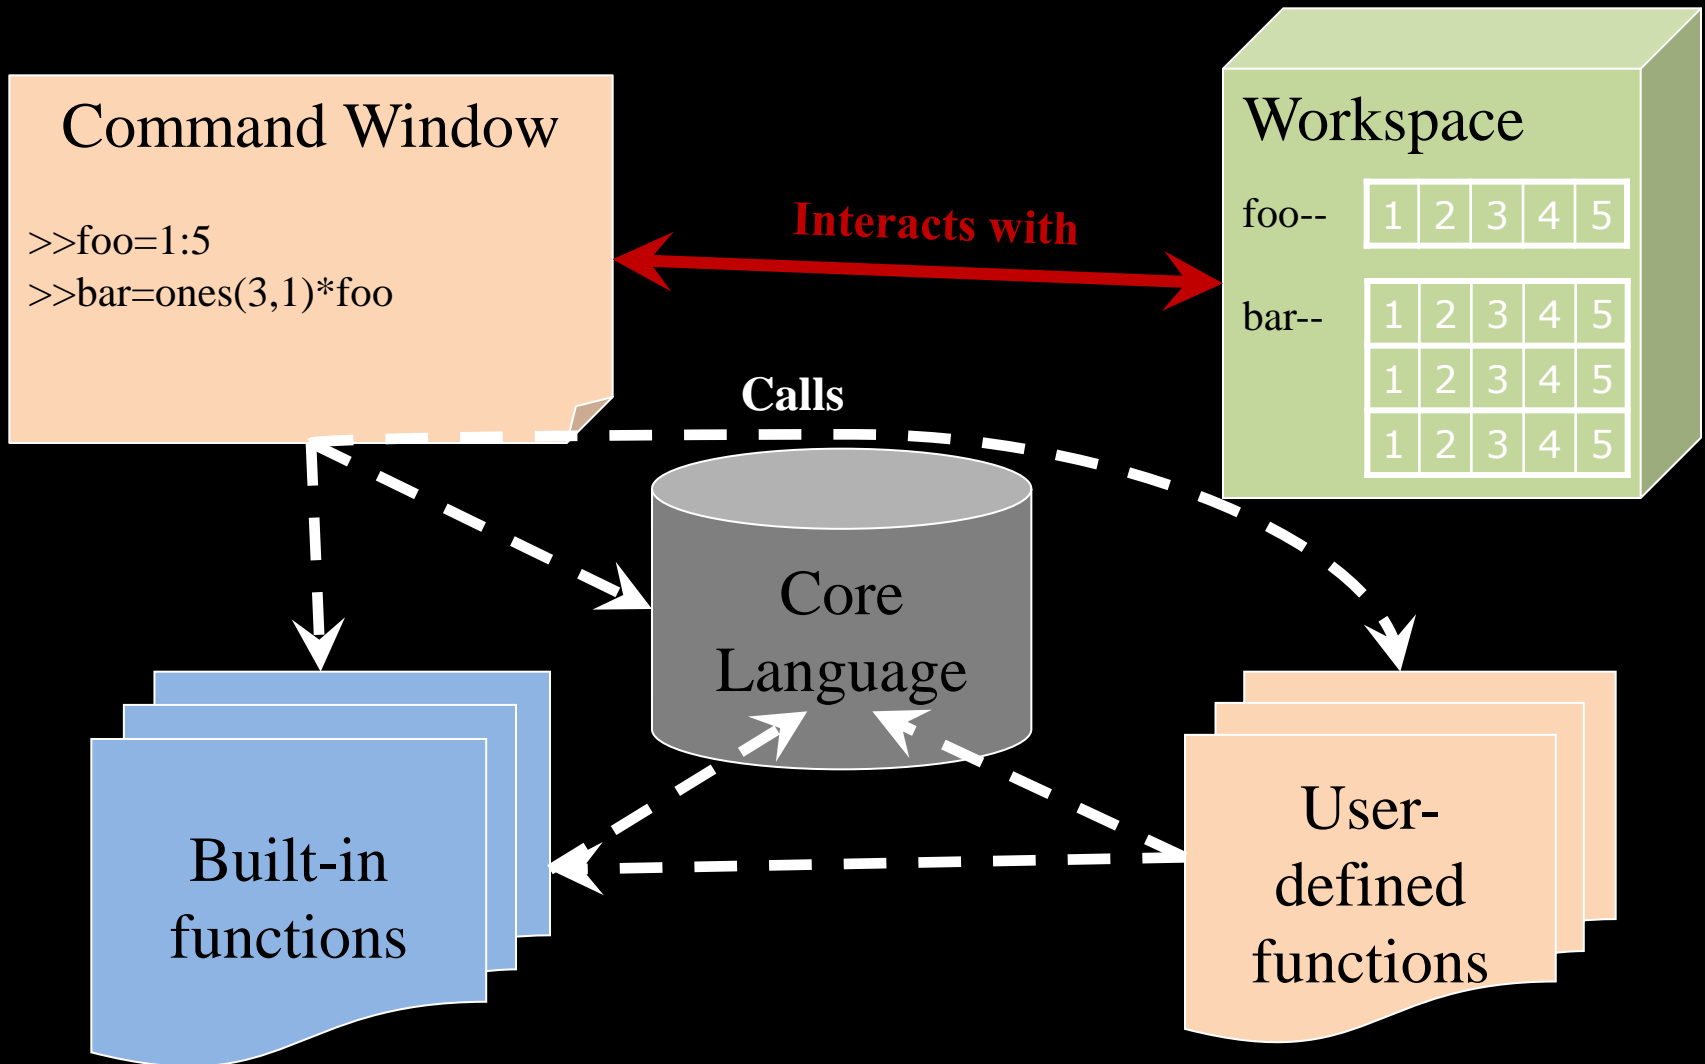 Command Window
>>foo=1:5
>>bar=ones(3,1)*foo
Interacts with
Workspace
foo-- 1 2 3 4 5
bar-- 1 2 3 4 5
1 2 3 4 5
1 2 3 4 5
Calls
Core
Language
Built-in
functions
User-
defined
functions